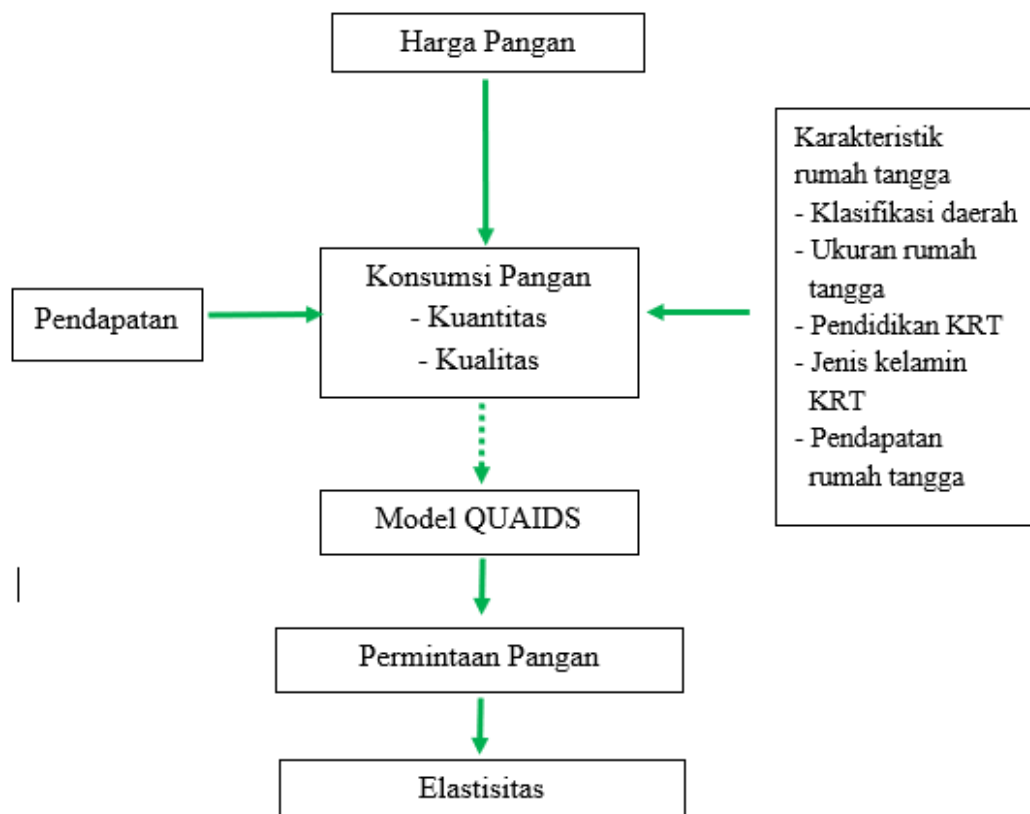 Harga Pangan
Karakteristik
rumah tangga
- Klasifikasi daerah
- Ukuran rumah
tangga
- Pendidikan KRT
- Jenis kelamin
KRT
- Pendapatan
rumah tangga
Pendapatan
Konsumsi Pangan
- Kuantitas
- Kualitas
Model QUAIDS
Permintaan Pangan
Elastisitas